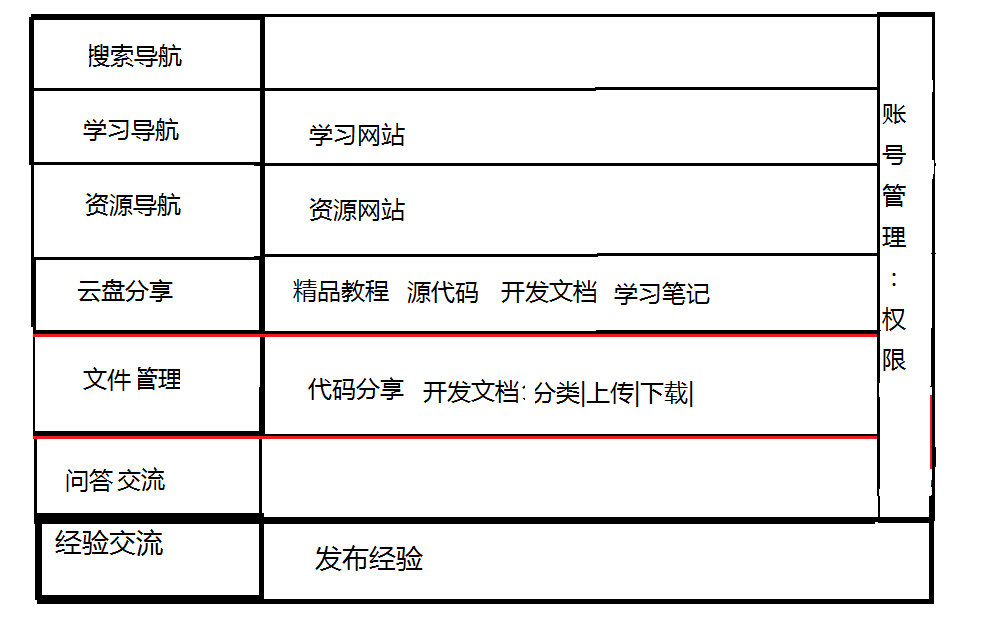 搜索导航
学习导航 学习网站
资源导航 资源网站
云盘分享 精品教程 源代码 开发文档 学习笔记
文件 管理 代码分享 开发文档: 分类|上传|下载|
问答 交流
经验交流 发布经验
账号管理:权限